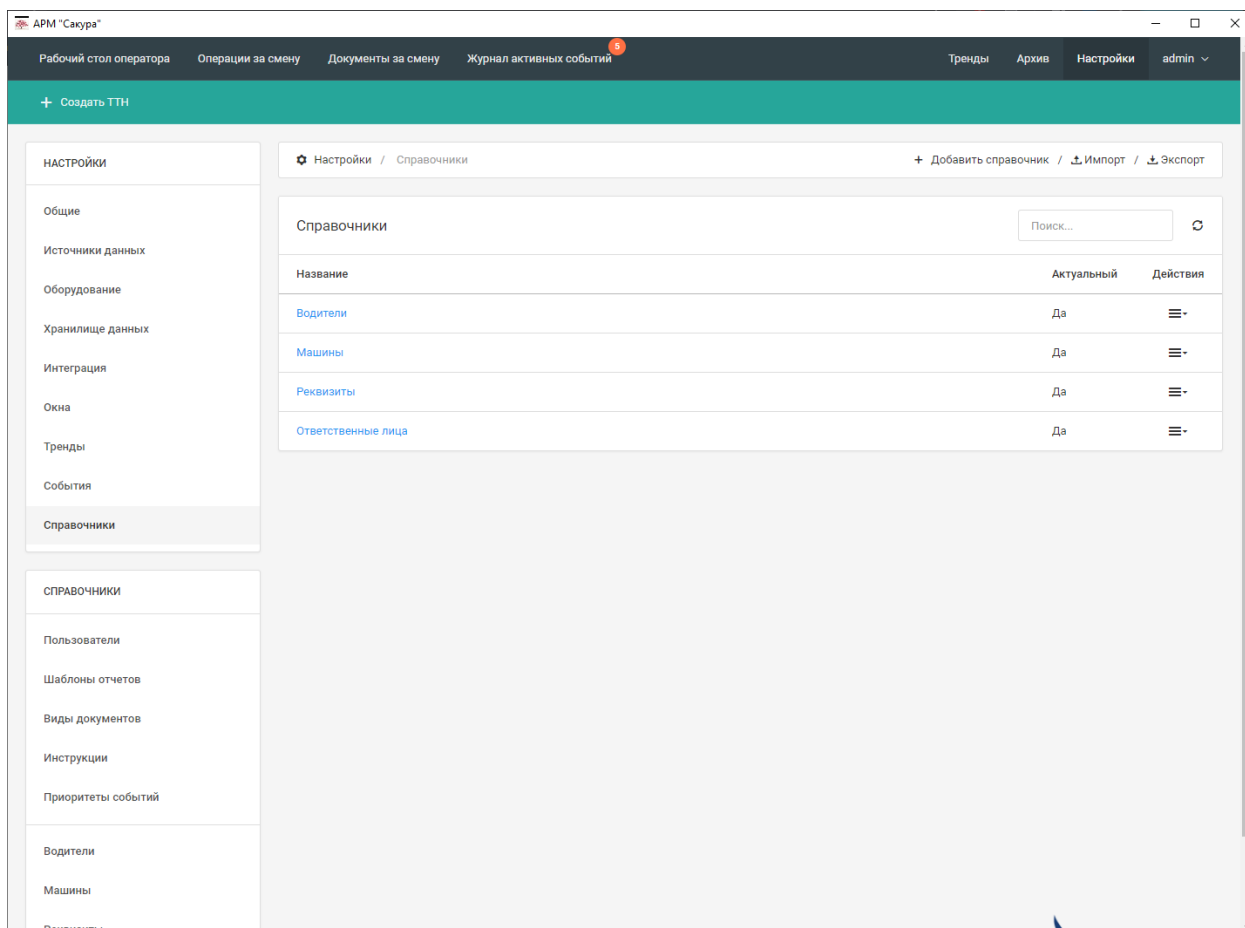 АРМ "Сакура"
Рабочий стол оператора Операции за смену Документы за смену Журнал активных событий 5 Тренды Архив Настройки admin
+ Создать ТТН
НАСТРОЙКИ
Общие
Источники данных
Оборудование
Хранилище данных
Интеграция
Окна
Тренды
События
Справочники
СПРАВОЧНИКИ
Пользователи
Шаблоны отчетов
Виды документов
Инструкции
Приоритеты событий
Водители
Машины
Настройки / Справочники + Добавить справочник / Импорт / Экспорт
Справочники Поиск...
Название Актуальный Действия
Водители Да
Машины Да
Реквизиты Да
Ответственные лица Да